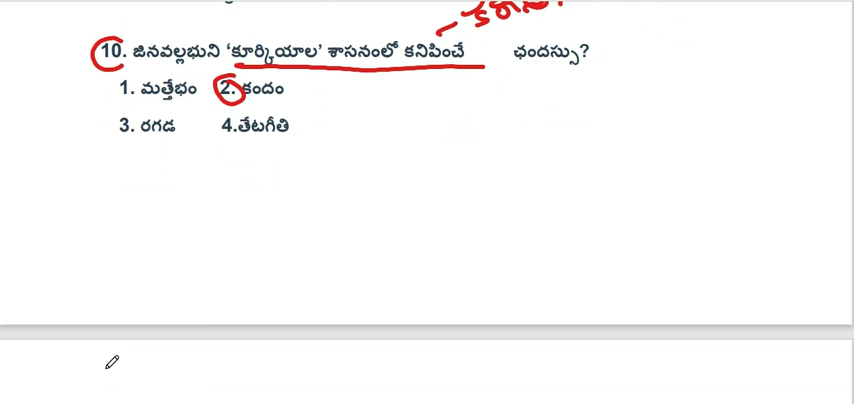 10. జినవల్లభుని ‘కూర్కియాల’ శాసనంలో కనిపించే ఛందస్సు?
1. మత్తేభం 2. కందం
3. రగడ 4.తేటగీతి